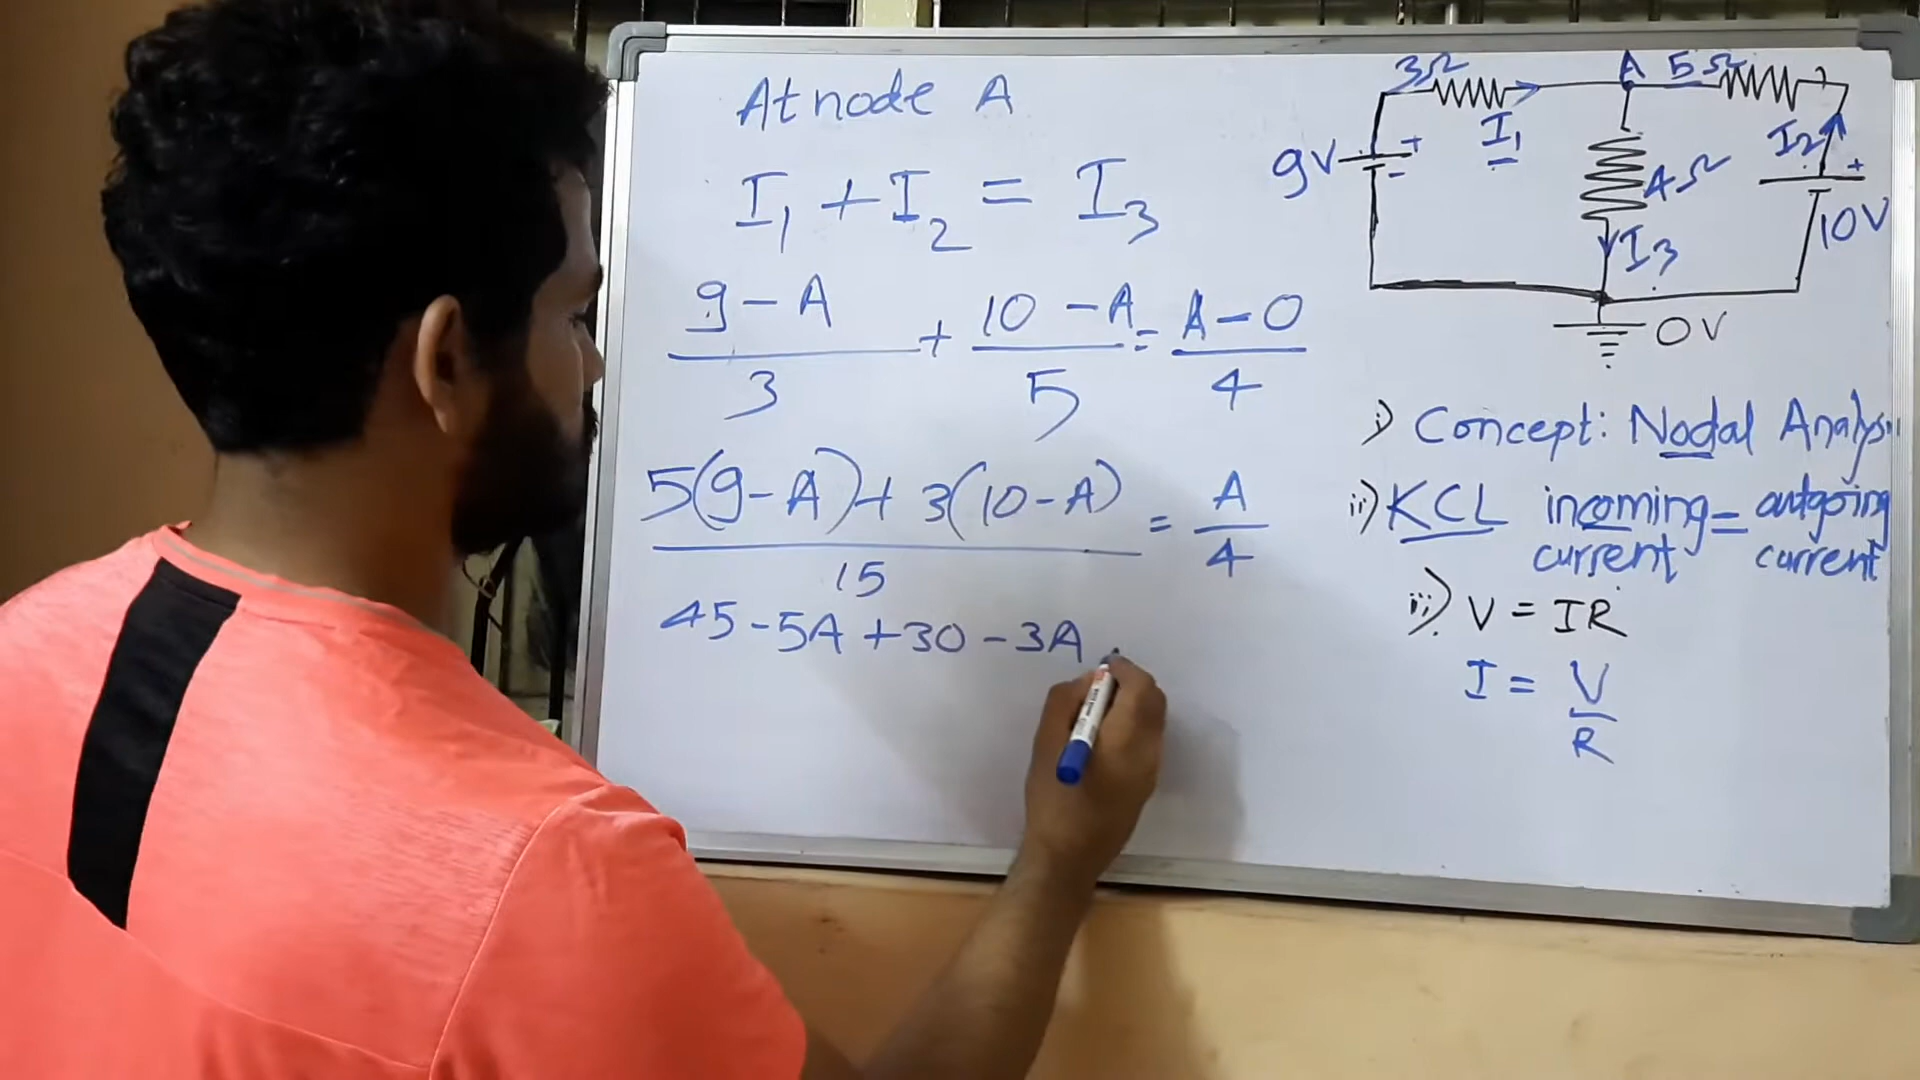 At node A
I₁ + I₂ = I₃
9 - A / 3 + 10 - A / 5 = A - 0 / 4
5(9 - A) + 3(10 - A) / 15 = A / 4
45 - 5A + 30 - 3A
3Ω A 5Ω
I₁ I₂
9V + - 4Ω +
I₃ 10V
0V
i) Concept: Nodal Analysi
ii) KCL incoming = outgoing
current current
iii) V = IR
I = V / R